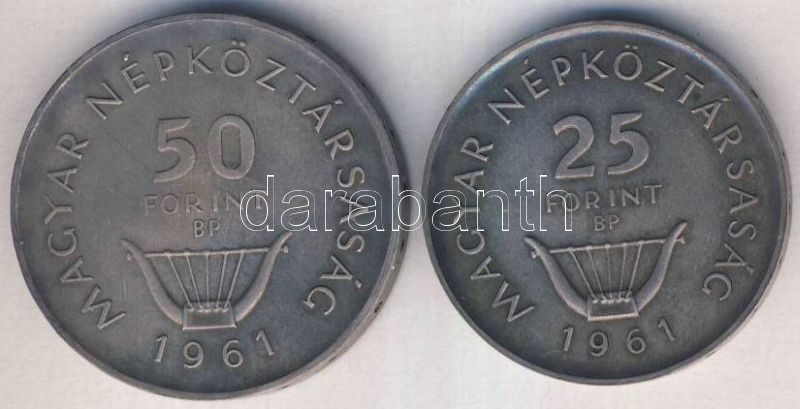 MAGYAR NÉPKÖZTÁRSASÁG
50
FORINT
BP
1961
MAGYAR NÉPKÖZTÁRSASÁG
25
FORINT
BP
1961
darabanth